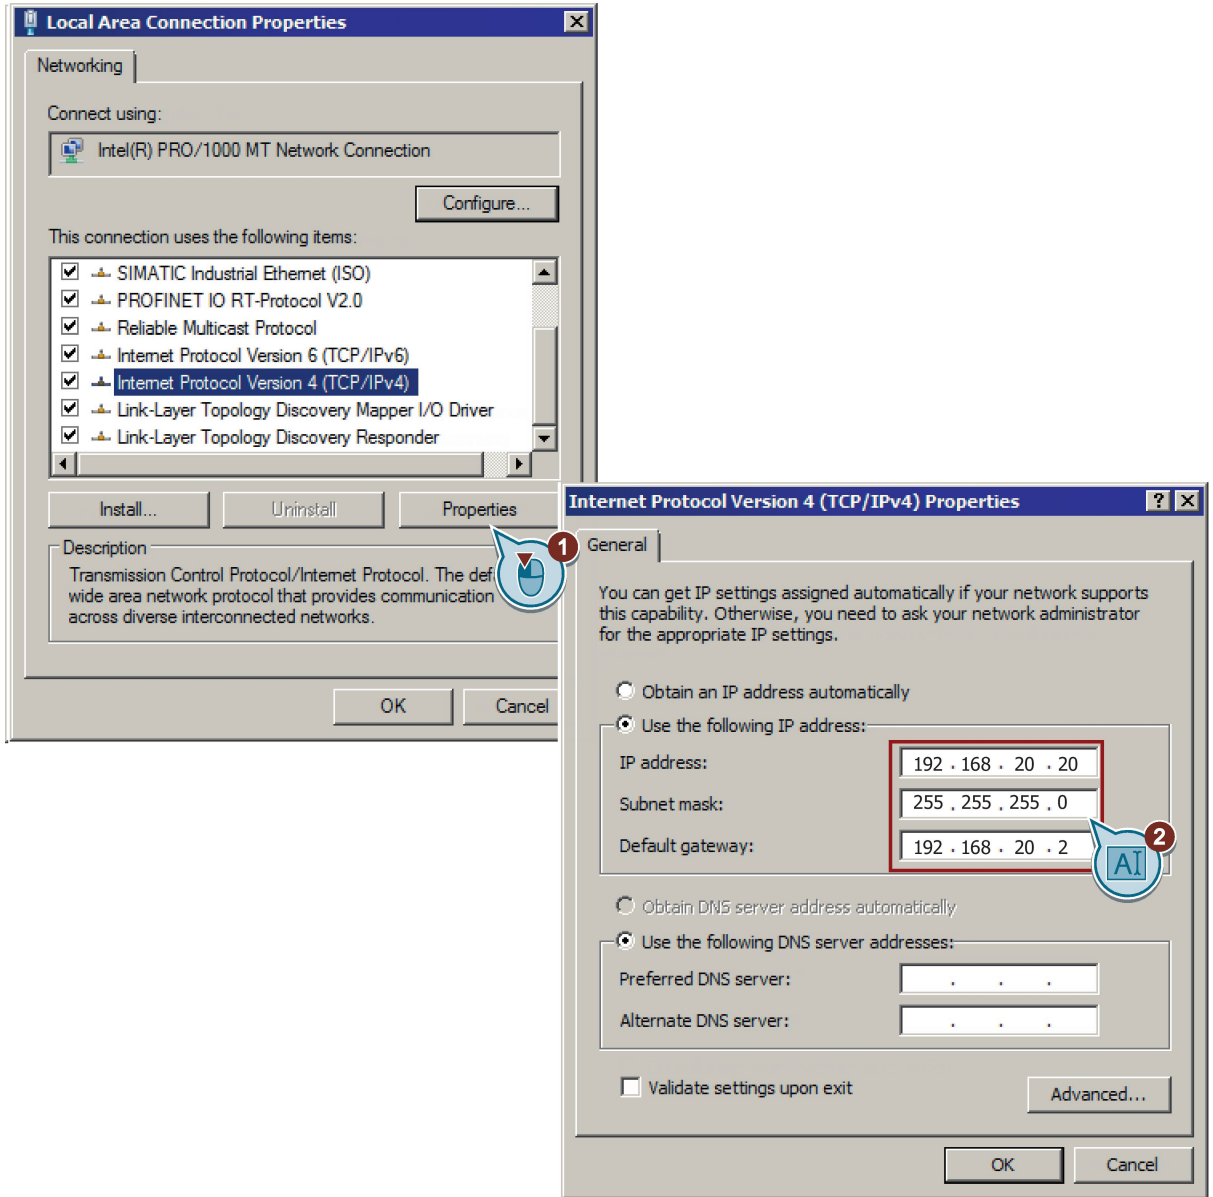 Local Area Connection Properties
Networking
Connect using:
Intel(R) PRO/1000 MT Network Connection
Configure...
This connection uses the following items:
SIMATIC Industrial Ethernet (ISO)
PROFINET IO RT-Protocol V2.0
Reliable Multicast Protocol
Internet Protocol Version 6 (TCP/IPv6)
Internet Protocol Version 4 (TCP/IPv4)
Link-Layer Topology Discovery Mapper I/O Driver
Link-Layer Topology Discovery Responder
Install...
Uninstall
Properties
1
Description
Transmission Control Protocol/Internet Protocol. The
wide area network protocol that provides communication
across diverse interconnected networks.
OK
Cancel
Internet Protocol Version 4 (TCP/IPv4) Properties
?
General
You can get IP settings assigned automatically if your network supports
this capability. Otherwise, you need to ask your network administrator
for the appropriate IP settings.
Obtain an IP address automatically
Use the following IP address:
IP address:
192 . 168 . 20 . 20
Subnet mask:
255 . 255 . 255 . 0
Default gateway:
192 . 168 . 20 . 2
2
AI
Obtain DNS server address automatically
Use the following DNS server addresses:
Preferred DNS server:
. . .
Alternate DNS server:
. . .
Validate settings upon exit
Advanced...
OK
Cancel